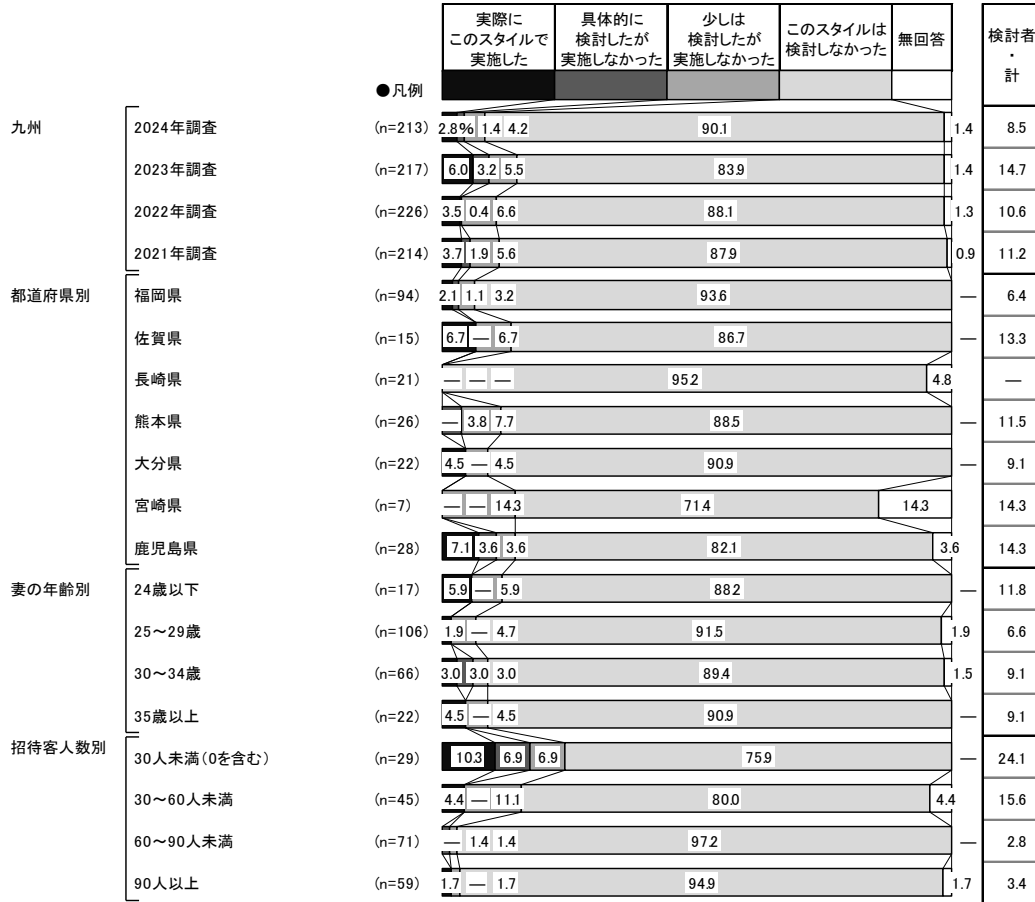 実際に
このスタイルで
実施した
具体的に
検討したが
実施しなかった
少しは
検討したが
実施しなかった
このスタイルは
検討しなかった
無回答
検討者
・
計
●凡例
九州 2024年調査 (n=213) 2.8% 1.4 4.2 90.1 1.4 8.5
2023年調査 (n=217) 6.0 3.2 5.5 83.9 1.4 14.7
2022年調査 (n=226) 3.5 0.4 6.6 88.1 1.3 10.6
2021年調査 (n=214) 3.7 1.9 5.6 87.9 0.9 11.2
都道府県別 福岡県 (n=94) 2.1 1.1 3.2 93.6 — 6.4
佐賀県 (n=15) 6.7 — 6.7 86.7 — 13.3
長崎県 (n=21) — — — 95.2 4.8 —
熊本県 (n=26) — 3.8 7.7 88.5 — 11.5
大分県 (n=22) 4.5 — 4.5 90.9 — 9.1
宮崎県 (n=7) — — 14.3 71.4 14.3 14.3
鹿児島県 (n=28) 7.1 3.6 3.6 82.1 3.6 14.3
妻の年齢別 24歳以下 (n=17) 5.9 — 5.9 88.2 — 11.8
25～29歳 (n=106) 1.9 — 4.7 91.5 1.9 6.6
30～34歳 (n=66) 3.0 3.0 3.0 89.4 1.5 9.1
35歳以上 (n=22) 4.5 — 4.5 90.9 — 9.1
招待客人数別 30人未満(0を含む) (n=29) 10.3 6.9 6.9 75.9 — 24.1
30～60人未満 (n=45) 4.4 — 11.1 80.0 4.4 15.6
60～90人未満 (n=71) — 1.4 1.4 97.2 — 2.8
90人以上 (n=59) 1.7 — 1.7 94.9 1.7 3.4